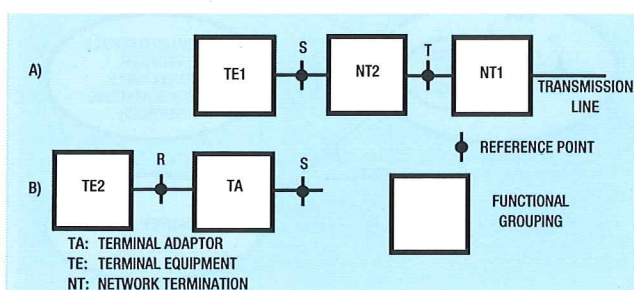 A)
TE1
S
NT2
T
NT1
TRANSMISSION
LINE
REFERENCE POINT
B)
TE2
R
TA
S
FUNCTIONAL
GROUPING
TA: TERMINAL ADAPTOR
TE: TERMINAL EQUIPMENT
NT: NETWORK TERMINATION